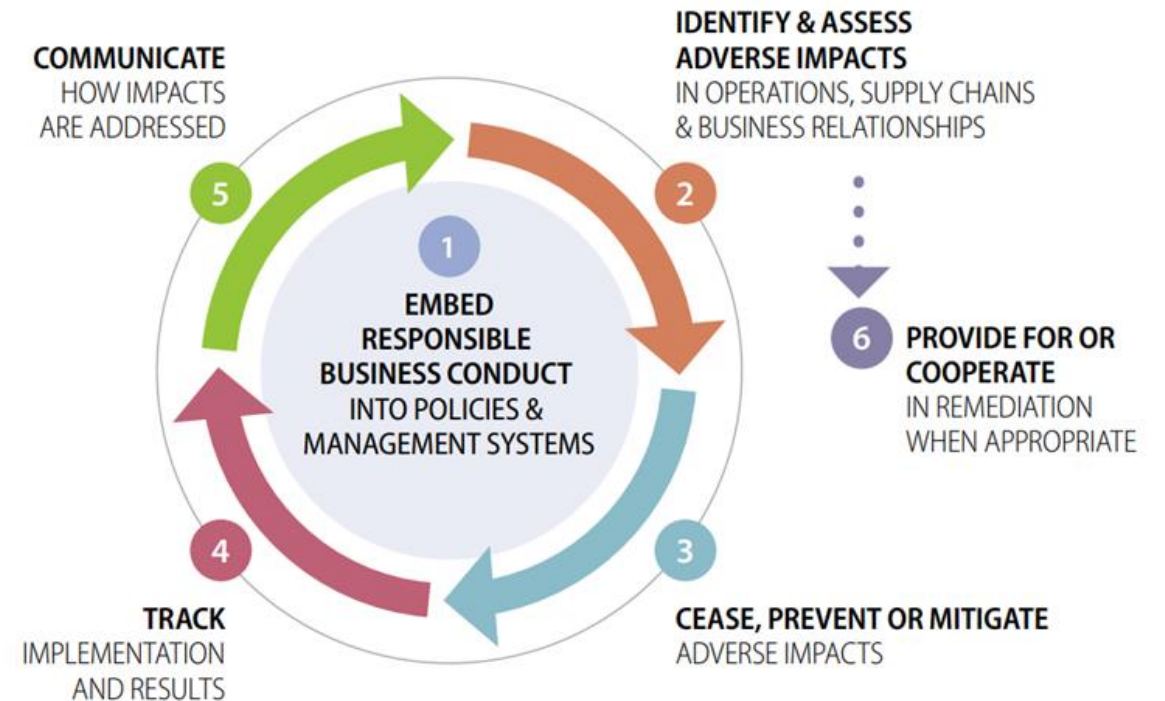 COMMUNICATE
HOW IMPACTS
ARE ADDRESSED
5
IDENTIFY & ASSESS
ADVERSE IMPACTS
IN OPERATIONS, SUPPLY CHAINS
& BUSINESS RELATIONSHIPS
2
1
EMBED
RESPONSIBLE
BUSINESS CONDUCT
INTO POLICIES &
MANAGEMENT SYSTEMS
6
PROVIDE FOR OR
COOPERATE
IN REMEDIATION
WHEN APPROPRIATE
4
TRACK
IMPLEMENTATION
AND RESULTS
3
CEASE, PREVENT OR MITIGATE
ADVERSE IMPACTS